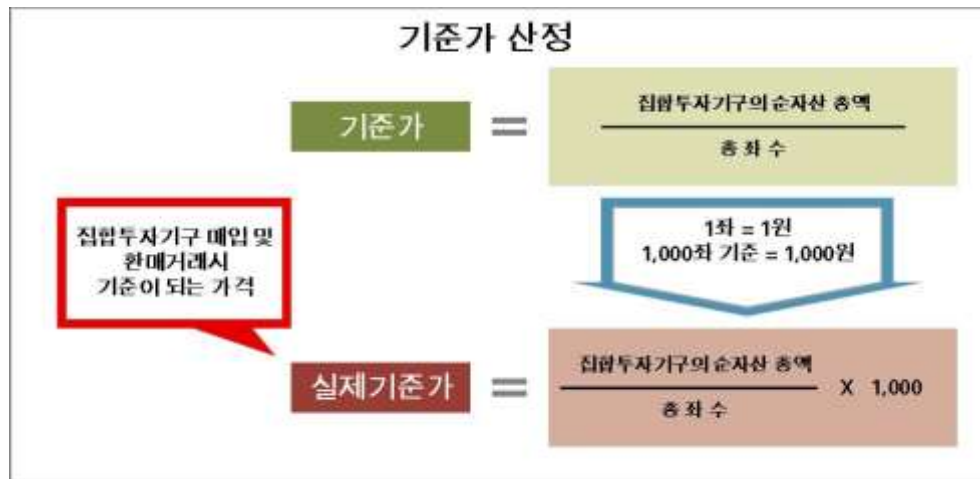 기준가 산정
기준가
=
집합투자기구의 순자산 총액
총 좌 수
1좌 = 1원
1,000좌 기준 = 1,000원
집합투자기구 매입 및
환매거래시
기준이 되는 가격
실제기준가
=
집합투자기구의 순자산 총액
총 좌 수
X 1,000